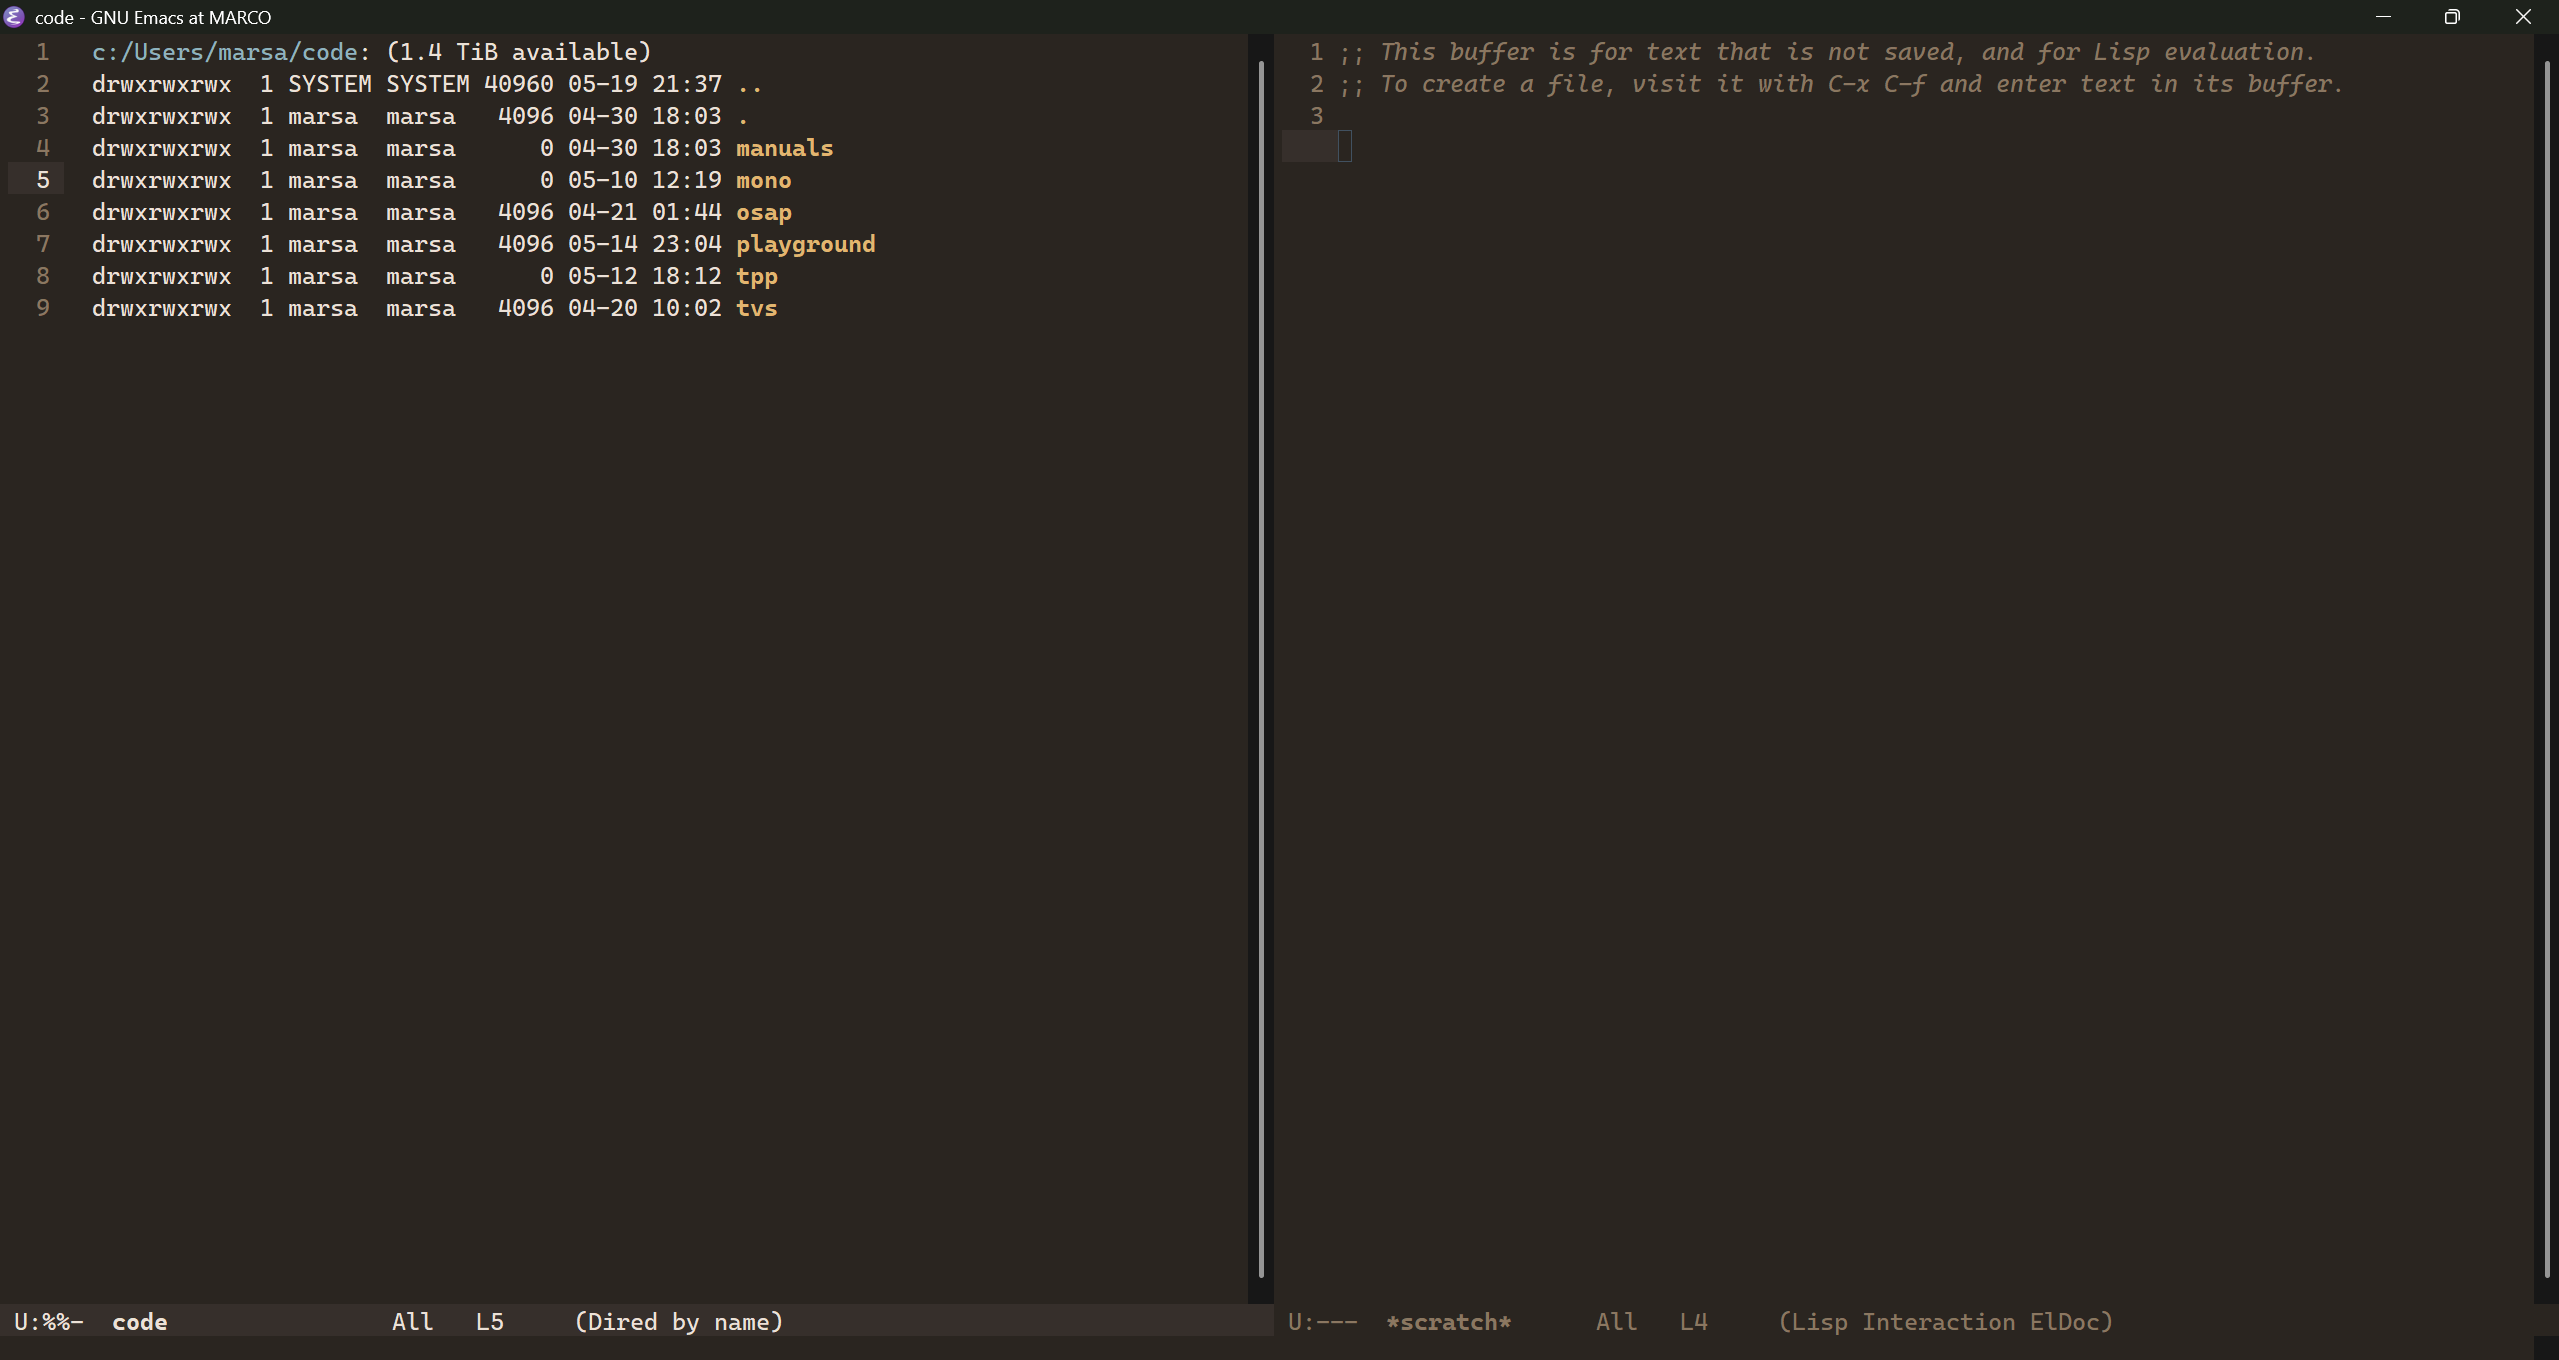 code - GNU Emacs at MARCO
1 c:/Users/marsa/code: (1.4 TiB available)
2 drwxrwxrwx 1 SYSTEM SYSTEM 40960 05-19 21:37 ..
3 drwxrwxrwx 1 marsa marsa 4096 04-30 18:03 .
4 drwxrwxrwx 1 marsa marsa 0 04-30 18:03 manuals
5 drwxrwxrwx 1 marsa marsa 0 05-10 12:19 mono
6 drwxrwxrwx 1 marsa marsa 4096 04-21 01:44 osap
7 drwxrwxrwx 1 marsa marsa 4096 05-14 23:04 playground
8 drwxrwxrwx 1 marsa marsa 0 05-12 18:12 tpp
9 drwxrwxrwx 1 marsa marsa 4096 04-20 10:02 tvs
U:%%- code All L5 (Dired by name)
1 ;; This buffer is for text that is not saved, and for Lisp evaluation.
2 ;; To create a file, visit it with C-x C-f and enter text in its buffer.
3
U:--- *scratch* All L4 (Lisp Interaction ElDoc)